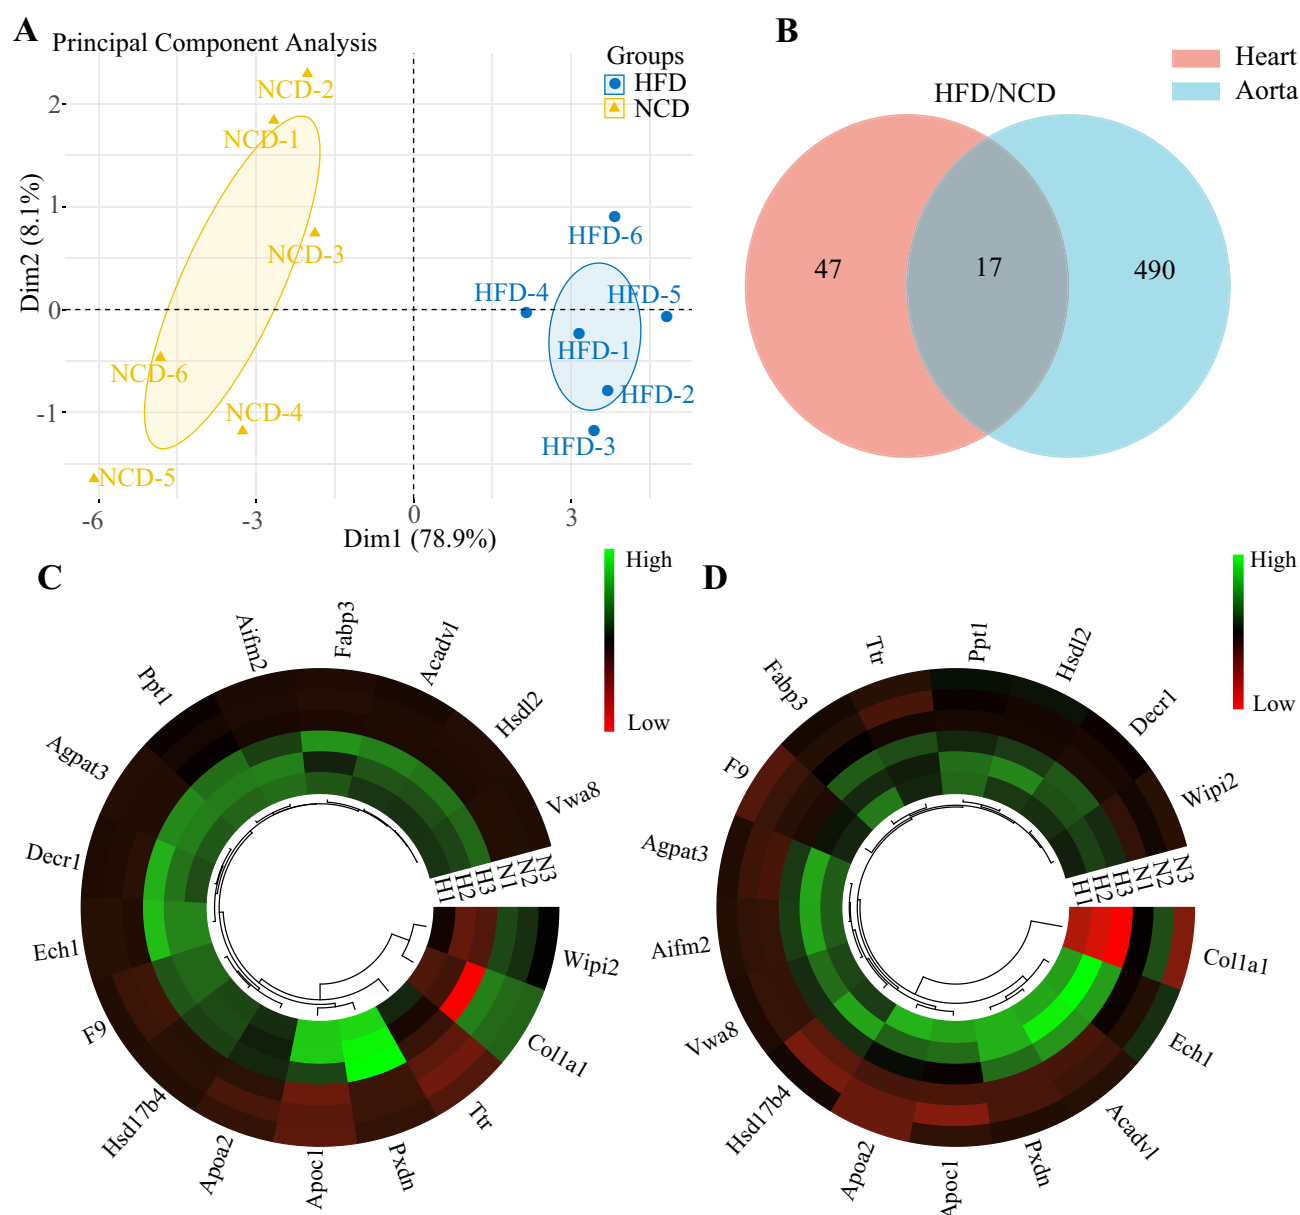 A
Principal Component Analysis
Groups
HFD
NCD
NCD-2
NCD-1
NCD-3
NCD-6
NCD-4
NCD-5
HFD-6
HFD-4
HFD-5
HFD-1
HFD-2
HFD-3
2
1
0
-1
Dim2 (8.1%)
-6
-3
0
3
Dim1 (78.9%)
B
Heart
Aorta
HFD/NCD
47
17
490
C
High
Low
Aifm2
Fabp3
Acadvl
Hsdl2
Vwa8
Ppt1
Agpat3
Decr1
Ech1
F9
Hsd17b4
Apoa2
Apoc1
Pxdn
Ttr
Col1a1
Wipi2
H1
H2
H3
N1
N2
N3
D
High
Low
Ttr
Ppt1
Hsdl2
Decr1
Wipi2
Fabp3
F9
Agpat3
Aifm2
Vwa8
Hsd17b4
Apoa2
Apoc1
Pxdn
Acadvl
Ech1
Col1a1
H1
H2
H3
N1
N2
N3